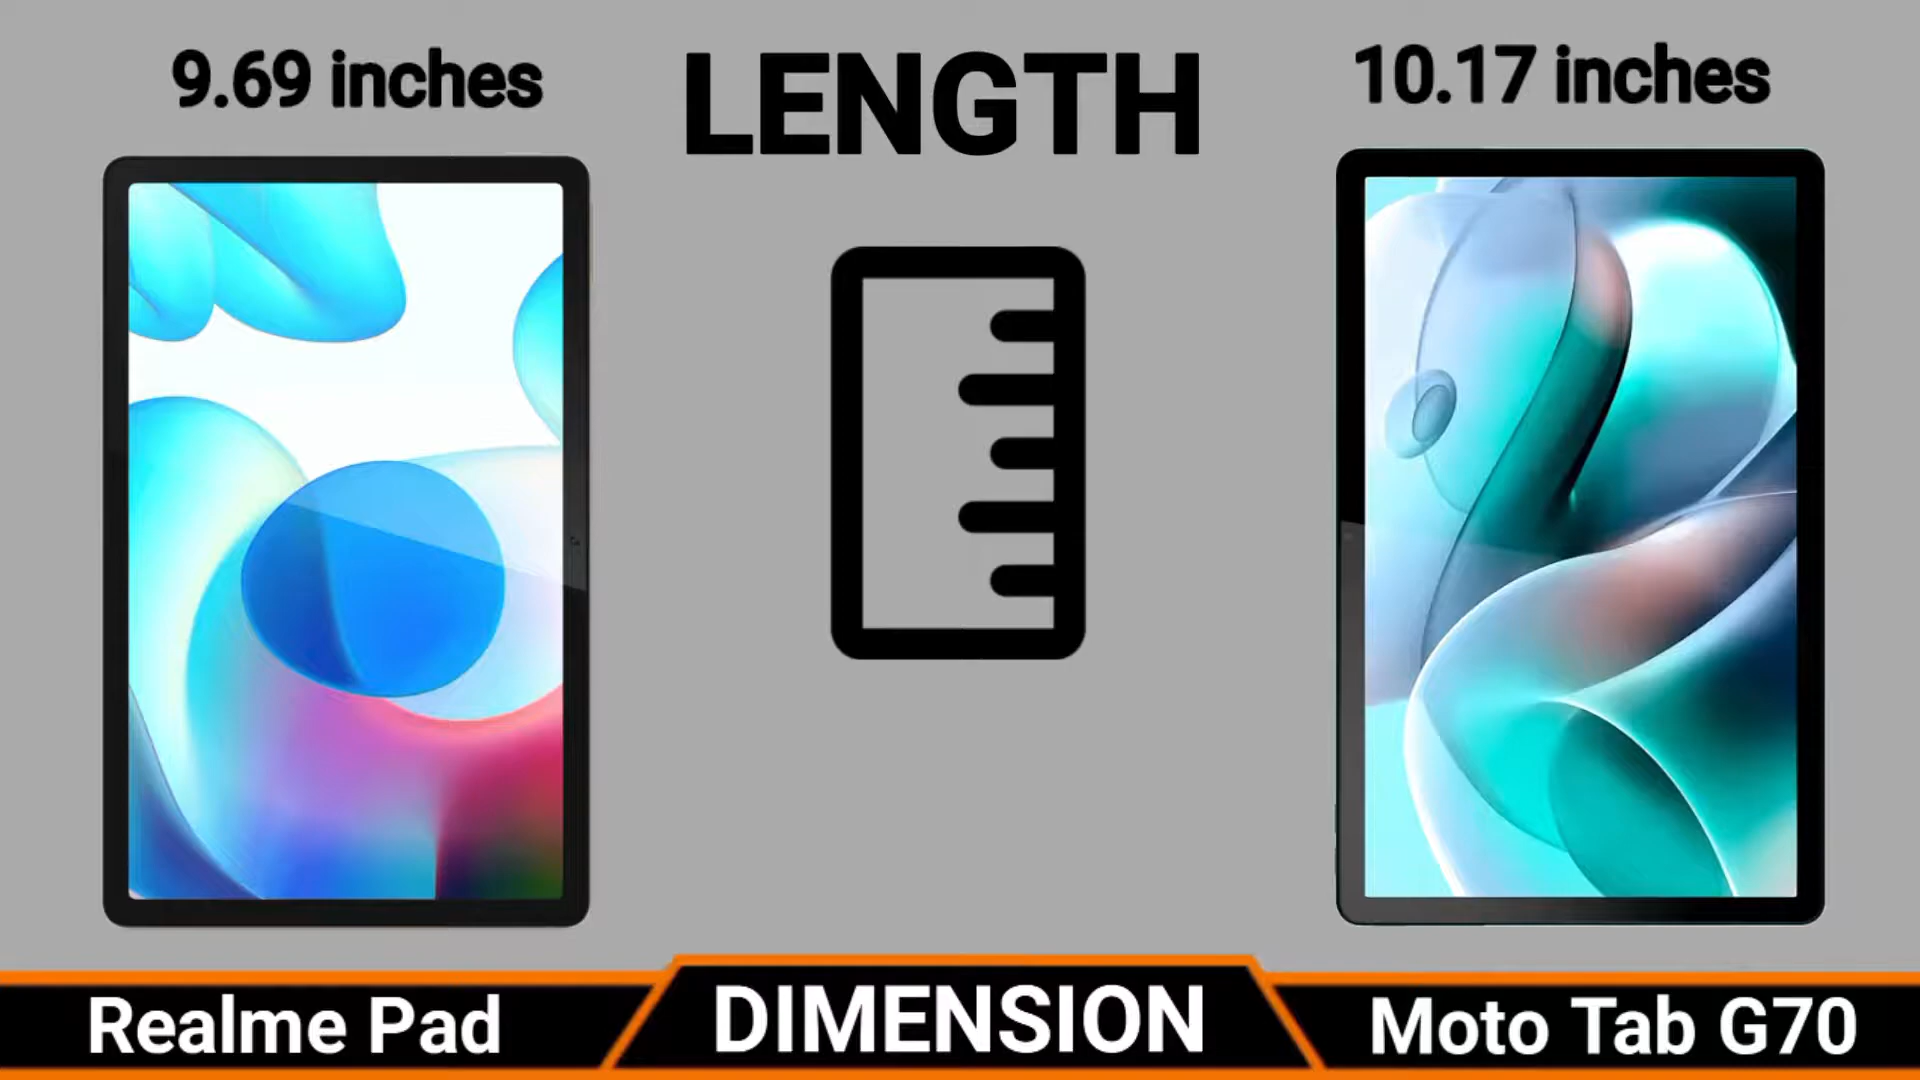 9.69 inches
LENGTH
10.17 inches
Realme Pad
DIMENSION
Moto Tab G70